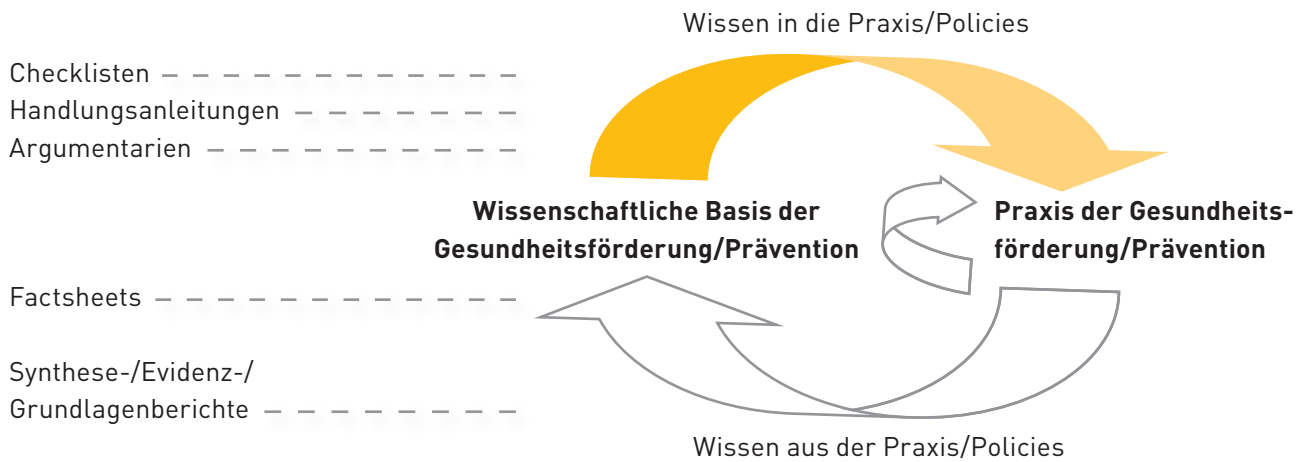 Wissen in die Praxis/Policies
Checklisten
Handlungsanleitungen
Argumentarien
Wissenschaftliche Basis der
Gesundheitsförderung/Prävention
Praxis der Gesundheits-
förderung/Prävention
Factsheets
Synthese-/Evidenz-/
Grundlagenberichte
Wissen aus der Praxis/Policies